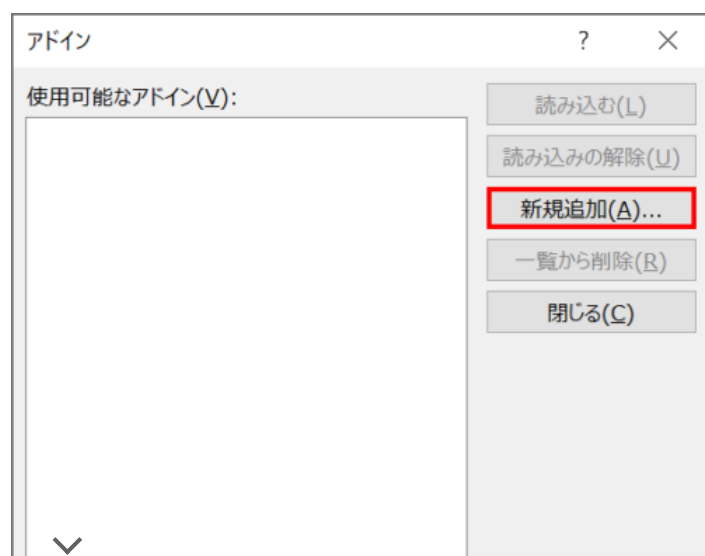 アドイン ?
使用可能なアドイン(V):
読み込む(L)
読み込みの解除(U)
新規追加(A)...
一覧から削除(R)
閉じる(C)